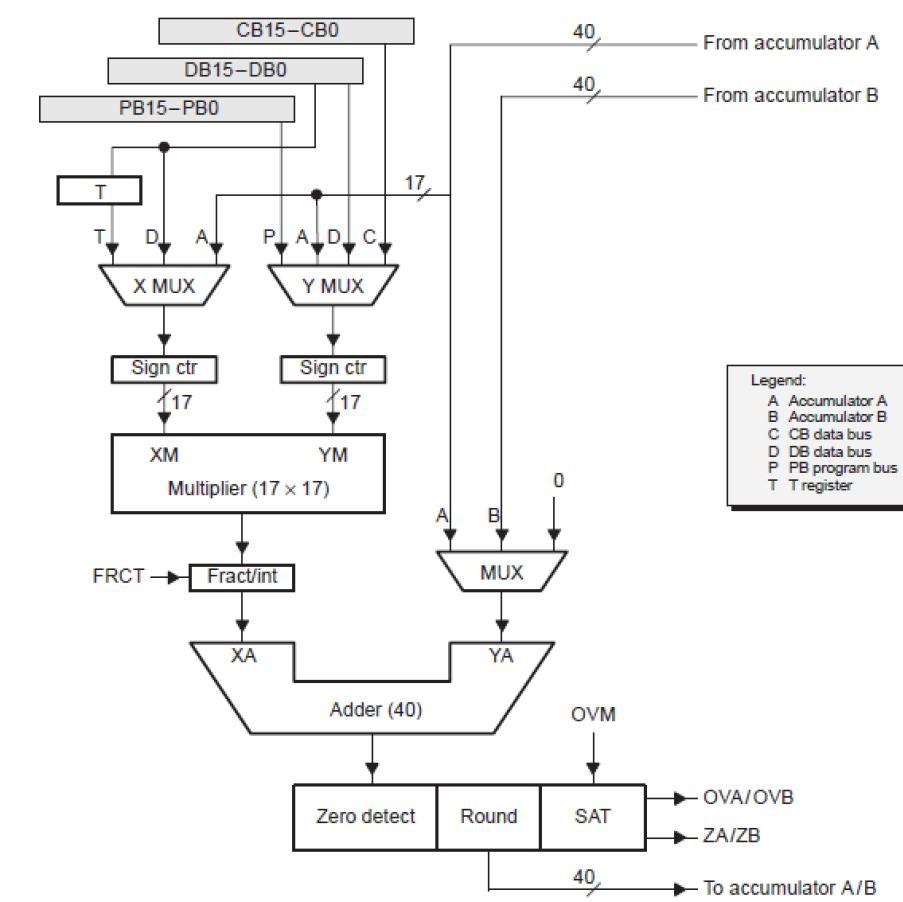 CB15–CB0
40
From accumulator A
DB15–DB0
40
From accumulator B
PB15–PB0
T
17
T D A P A D C
X MUX
Y MUX
Sign ctr
Sign ctr
17
17
XM
YM
Multiplier (17 × 17)
Legend:
A Accumulator A
B Accumulator B
C CB data bus
D DB data bus
P PB program bus
T T register
0
A B
MUX
FRCT
Fract/int
XA
YA
Adder (40)
OVM
Zero detect
Round
SAT
OVA/OVB
ZA/ZB
40
To accumulator A/B